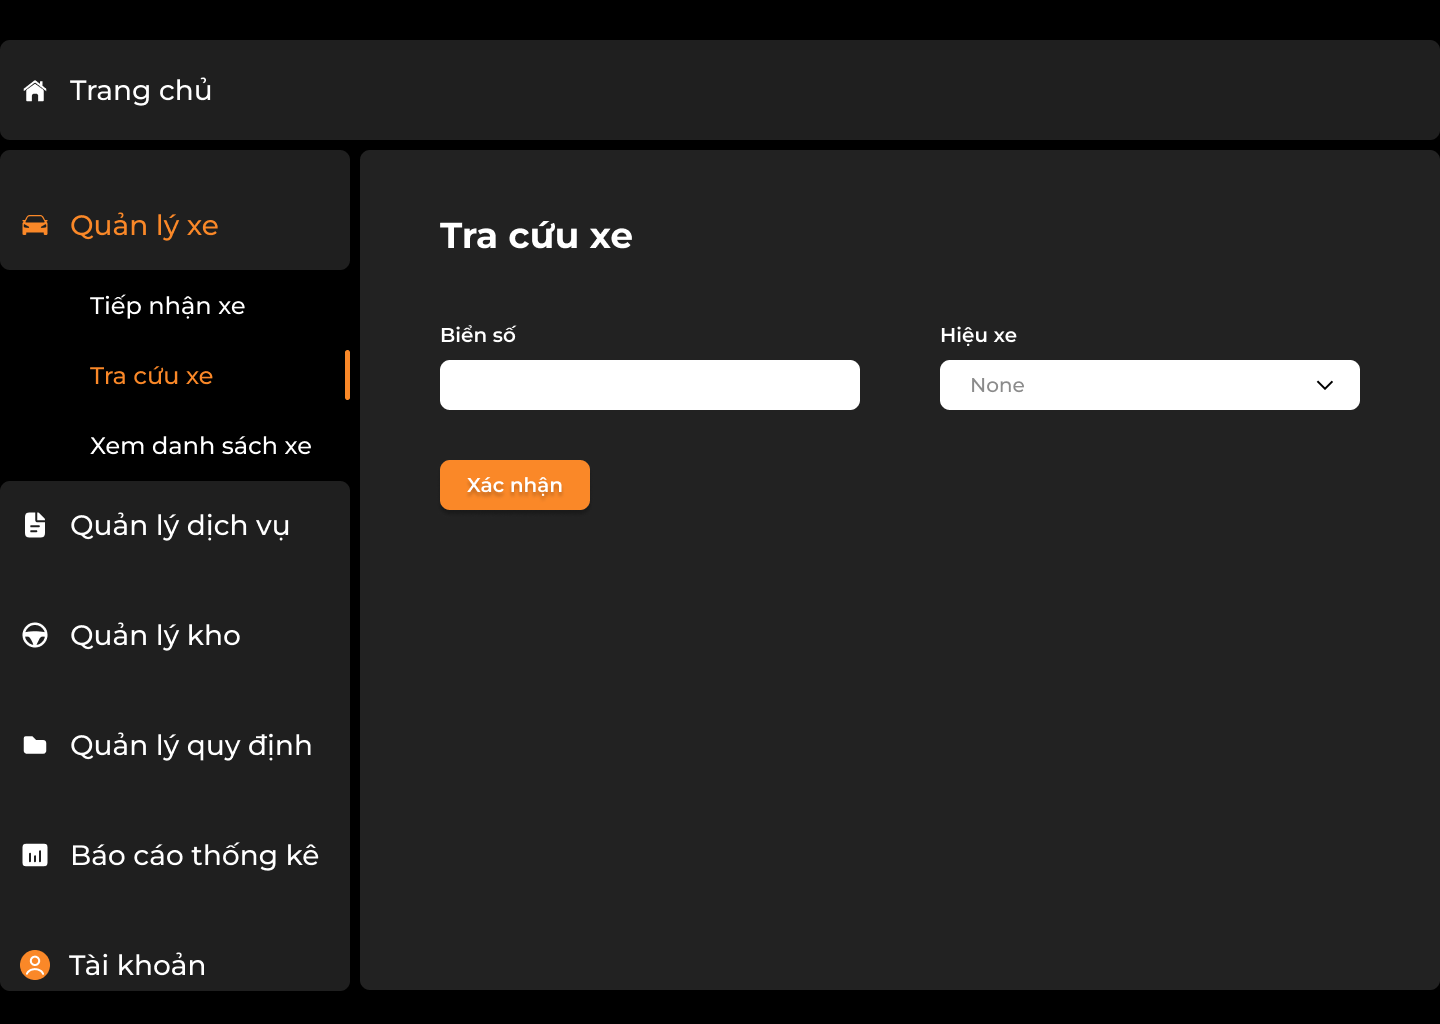 Trang chủ
Quản lý xe
Tiếp nhận xe
Tra cứu xe
Xem danh sách xe
Quản lý dịch vụ
Quản lý kho
Quản lý quy định
Báo cáo thống kê
Tài khoản
Tra cứu xe
Biển số
Hiệu xe
None
Xác nhận